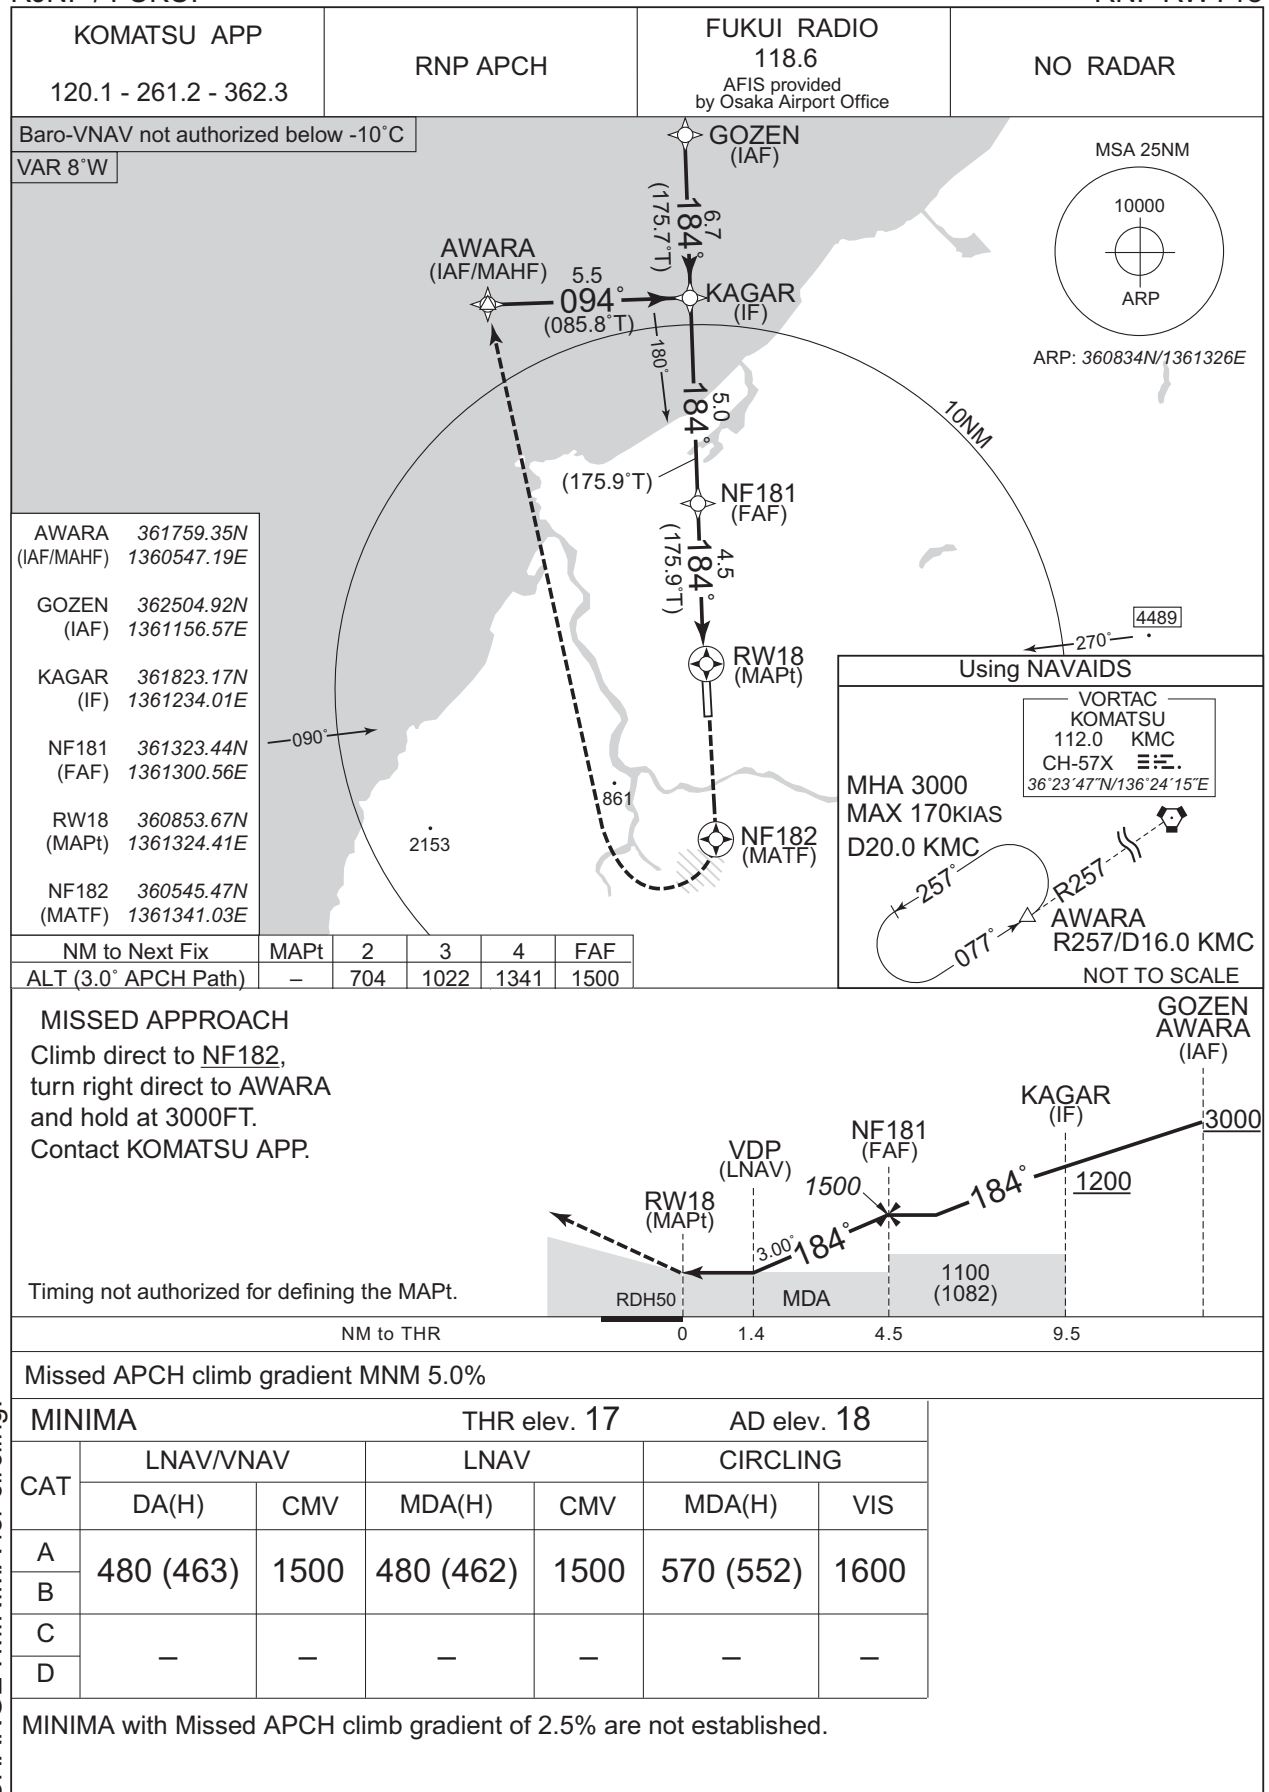 KOMATSU APP
120.1 - 261.2 - 362.3
RNP APCH
FUKUI RADIO
118.6
AFIS provided
by Osaka Airport Office
NO RADAR
Baro-VNAV not authorized below -10˚C
VAR 8˚W
GOZEN
(IAF)
6.7
184˚
(175.7˚T)
MSA 25NM
10000
ARP
ARP: 360834N/1361326E
AWARA
(IAF/MAHF)
5.5
094˚
(085.8˚T)
KAGAR
(IF)
180˚
5.0
184˚
(175.9˚T)
10NM
NF181
(FAF)
4.5
184˚
(175.9˚T)
RW18
(MAPt)
4489
270˚
090˚
861
2153
NF182
(MATF)
AWARA 361759.35N
(IAF/MAHF) 1360547.19E
GOZEN 362504.92N
(IAF) 1361156.57E
KAGAR 361823.17N
(IF) 1361234.01E
NF181 361323.44N
(FAF) 1361300.56E
RW18 360853.67N
(MAPt) 1361324.41E
NF182 360545.47N
(MATF) 1361341.03E
Using NAVAIDS
VORTAC
KOMATSU
112.0 KMC
CH-57X
36˚23´47˝N/136˚24´15˝E
MHA 3000
MAX 170KIAS
D20.0 KMC
257˚
077˚
R257
AWARA
R257/D16.0 KMC
NOT TO SCALE
NM to Next Fix MAPt 2 3 4 FAF
ALT (3.0˚ APCH Path) – 704 1022 1341 1500
MISSED APPROACH
Climb direct to NF182,
turn right direct to AWARA
and hold at 3000FT.
Contact KOMATSU APP.
Timing not authorized for defining the MAPt.
GOZEN
AWARA
(IAF)
3000
KAGAR
(IF)
1200
184˚
NF181
(FAF)
1500
VDP
(LNAV)
3.00˚
184˚
RW18
(MAPt)
RDH50
MDA
1100
(1082)
NM to THR 0 1.4 4.5 9.5
Missed APCH climb gradient MNM 5.0%
MINIMA THR elev. 17 AD elev. 18
CAT LNAV/VNAV LNAV CIRCLING
DA(H) CMV MDA(H) CMV MDA(H) VIS
A
B
480 (463) 1500 480 (462) 1500 570 (552) 1600
C
D
– – – – – –
MINIMA with Missed APCH climb gradient of 2.5% are not established.